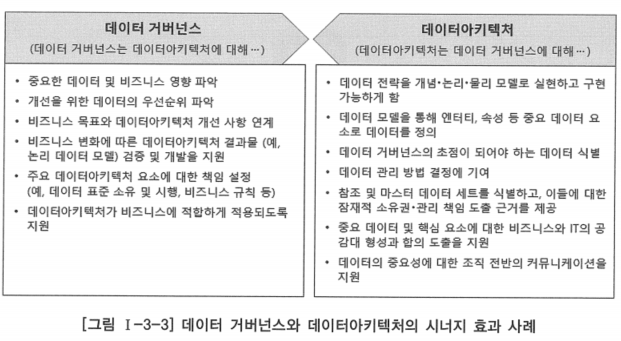 데이터 거버넌스
(데이터 거버넌스는 데이터아키텍처에 대해…)
• 중요한 데이터 및 비즈니스 영향 파악
• 개선을 위한 데이터의 우선순위 파악
• 비즈니스 목표와 데이터아키텍처 개선 사항 연계
• 비즈니스 변화에 따른 데이터아키텍처 결과물 (예,
논리 데이터 모델) 검증 및 개발을 지원
• 주요 데이터아키텍처 요소에 대한 책임 설정
(예, 데이터 표준 소유 및 시행, 비즈니스 규칙 등)
• 데이터아키텍처가 비즈니스에 적합하게 적용되도록
지원
데이터아키텍처
(데이터아키텍처는 데이터 거버넌스에 대해…)
• 데이터 전략을 개념·논리·물리 모델로 실현하고 구현
가능하게 함
• 데이터 모델을 통해 엔터티, 속성 등 중요 데이터 요
소로 데이터를 정의
• 데이터 거버넌스의 초점이 되어야 하는 데이터 식별
• 데이터 관리 방법 결정에 기여
• 참조 및 마스터 데이터 세트를 식별하고, 이들에 대한
잠재적 소유권·관리 책임 도출 근거를 제공
• 중요 데이터 및 핵심 요소에 대한 비즈니스와 IT의 공
감대 형성과 합의 도출을 지원
• 데이터의 중요성에 대한 조직 전반의 커뮤니케이션을
지원
[그림 Ⅰ-3-3] 데이터 거버넌스와 데이터아키텍처의 시너지 효과 사례